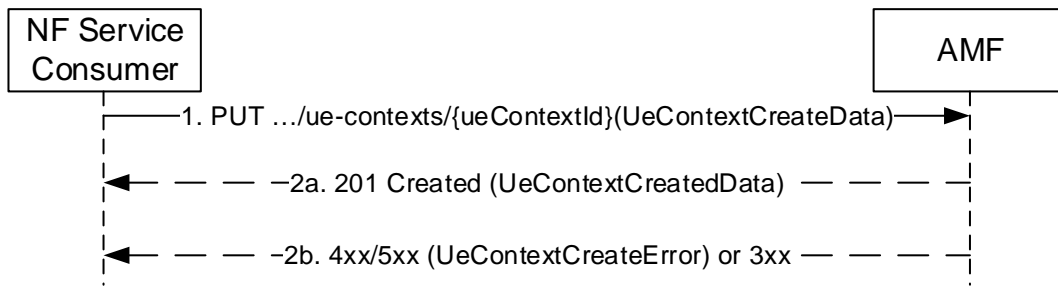 NF Service
Consumer
AMF
1. PUT …/ue-contexts/{ueContextId}(UeContextCreateData)
2a. 201 Created (UeContextCreatedData)
2b. 4xx/5xx (UeContextCreateError) or 3xx